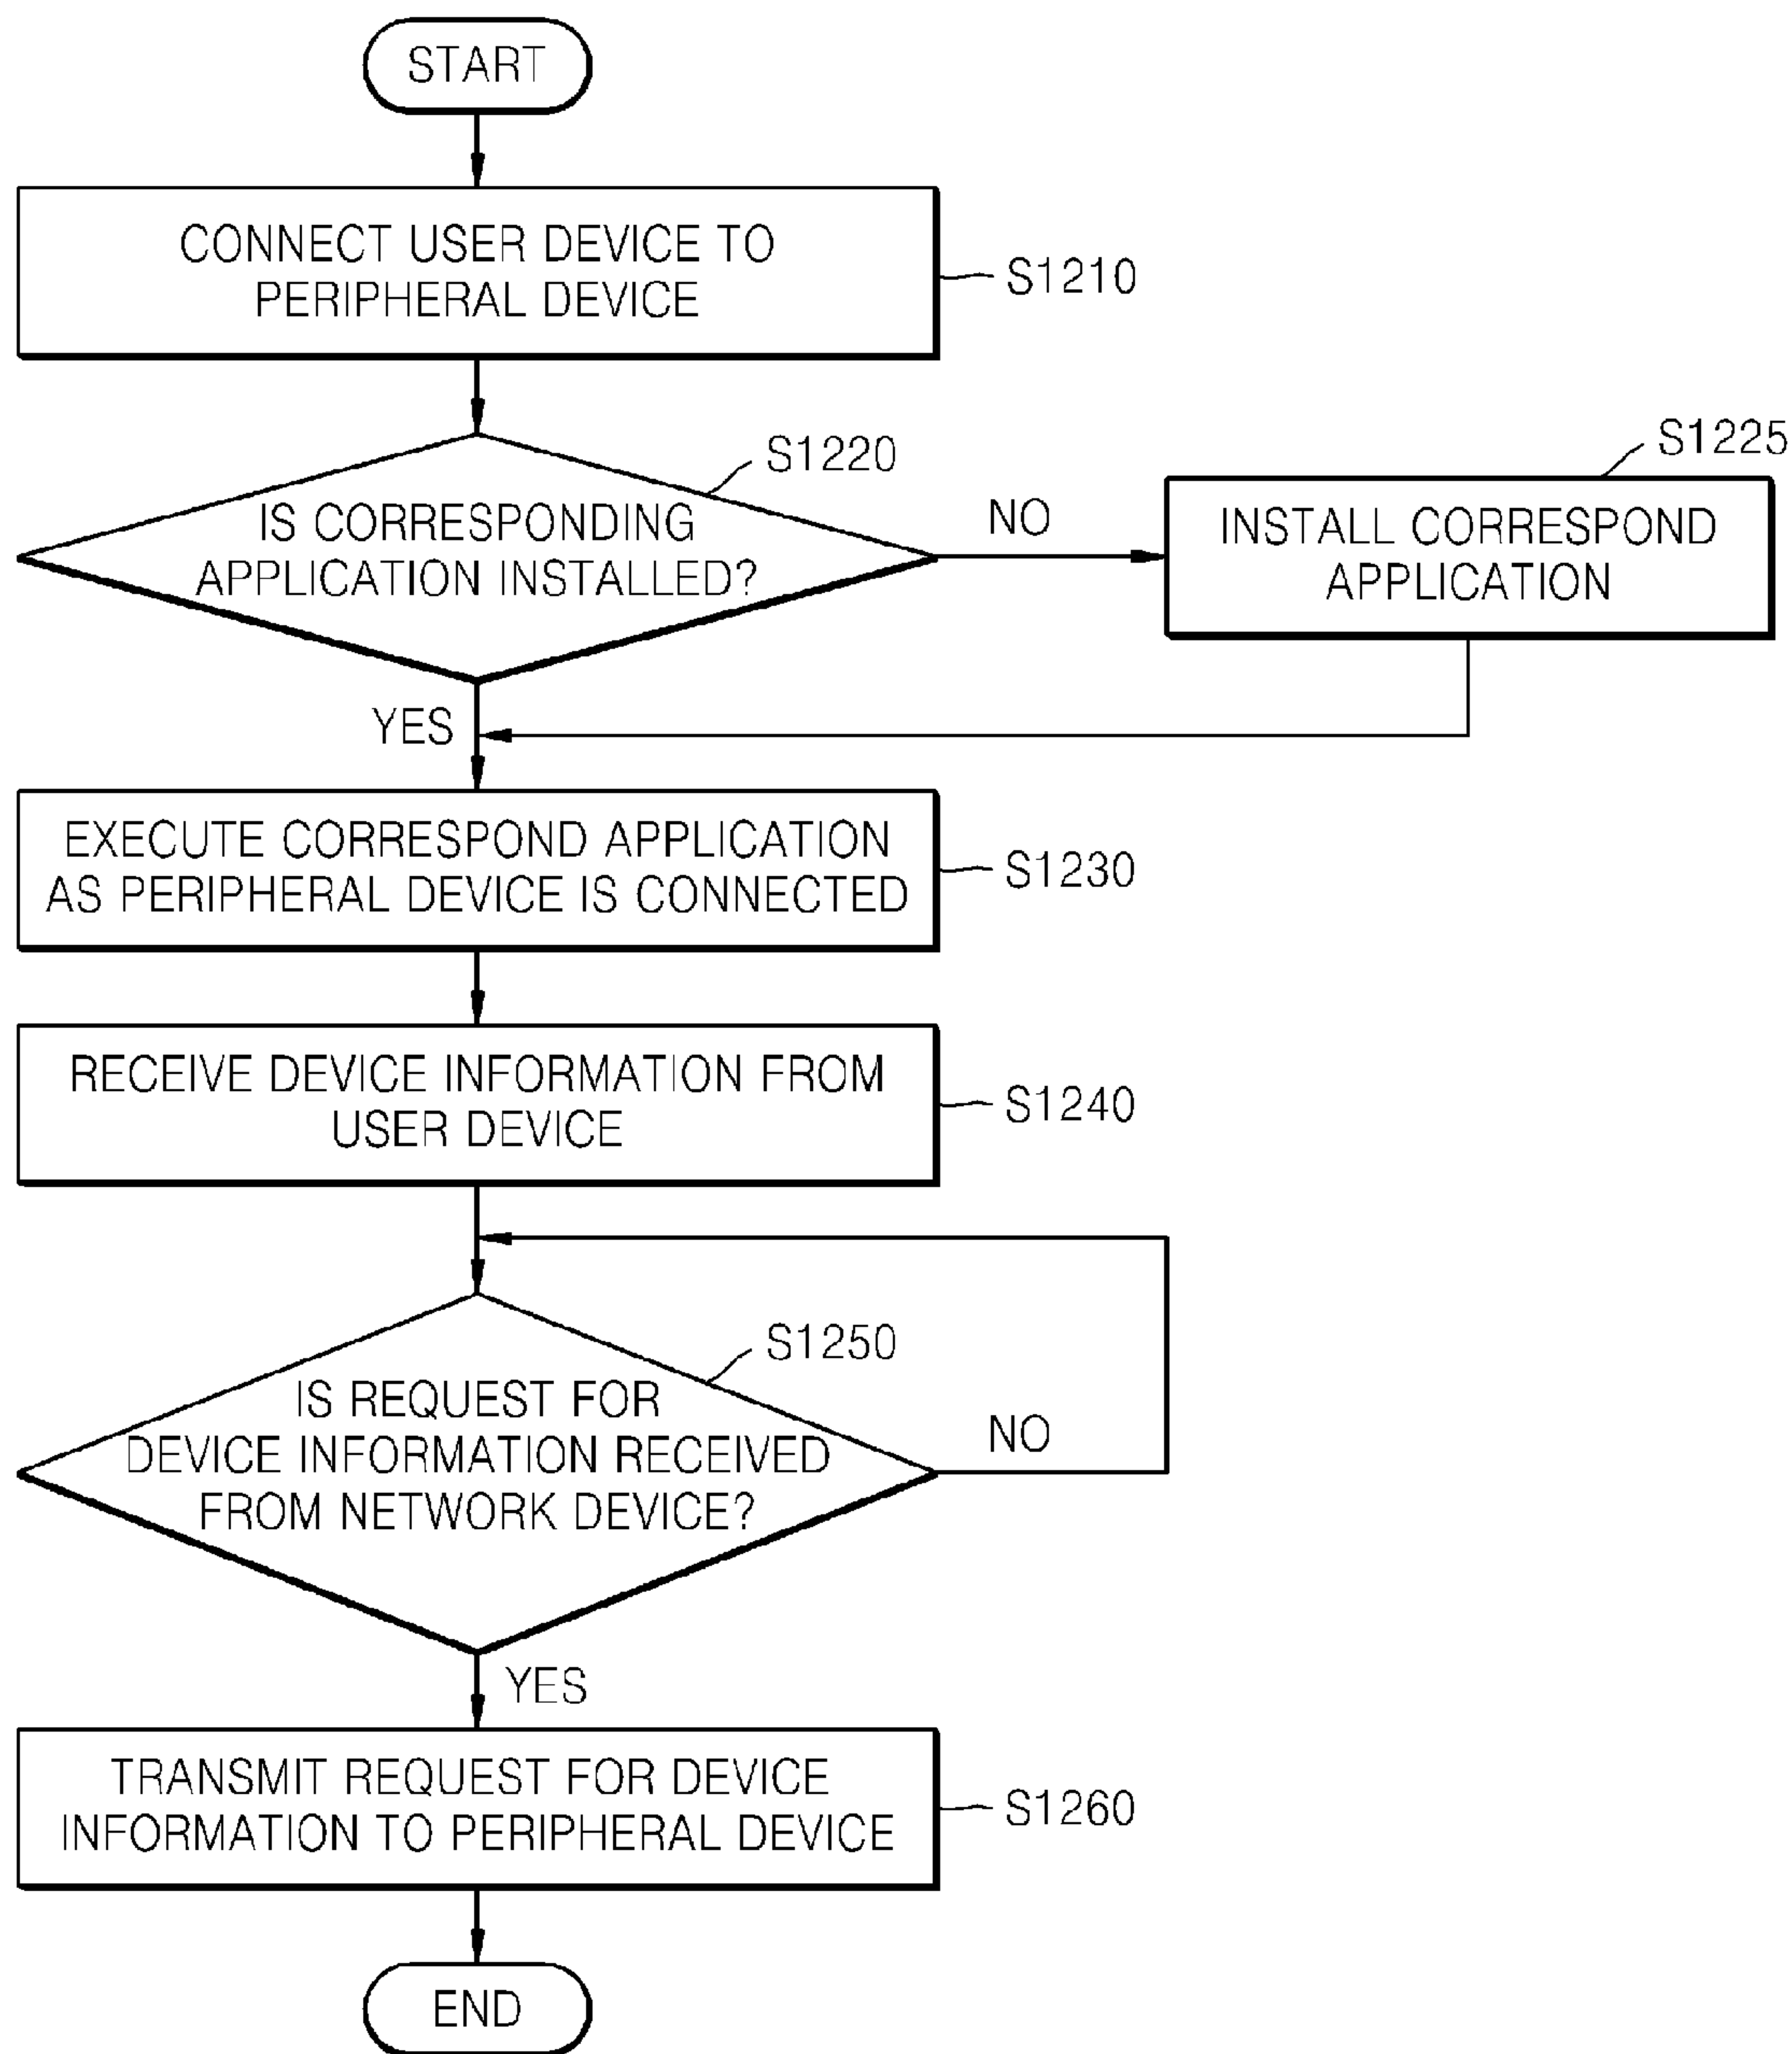 START
CONNECT USER DEVICE TO
PERIPHERAL DEVICE
S1210
S1220
IS CORRESPONDING
APPLICATION INSTALLED?
NO
S1225
INSTALL CORRESPOND
APPLICATION
YES
EXECUTE CORRESPOND APPLICATION
AS PERIPHERAL DEVICE IS CONNECTED
S1230
RECEIVE DEVICE INFORMATION FROM
USER DEVICE
S1240
S1250
IS REQUEST FOR
DEVICE INFORMATION RECEIVED
FROM NETWORK DEVICE?
NO
YES
TRANSMIT REQUEST FOR DEVICE
INFORMATION TO PERIPHERAL DEVICE
S1260
END